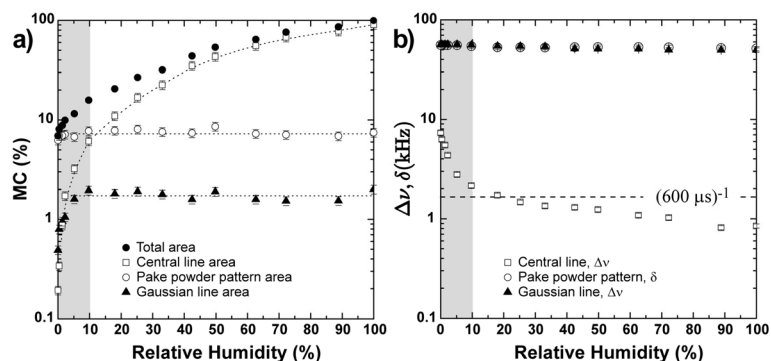 a)
MC (%)
100
10
1
0.1
Total area
Central line area
Pake powder pattern area
Gaussian line area
0 10 20 30 40 50 60 70 80 90 100
Relative Humidity (%)
b)
Δν, δ(kHz)
100
10
1
0.1
(600 μs)⁻¹
Central line, Δν
Pake powder pattern, δ
Gaussian line, Δν
0 10 20 30 40 50 60 70 80 90 100
Relative Humidity (%)